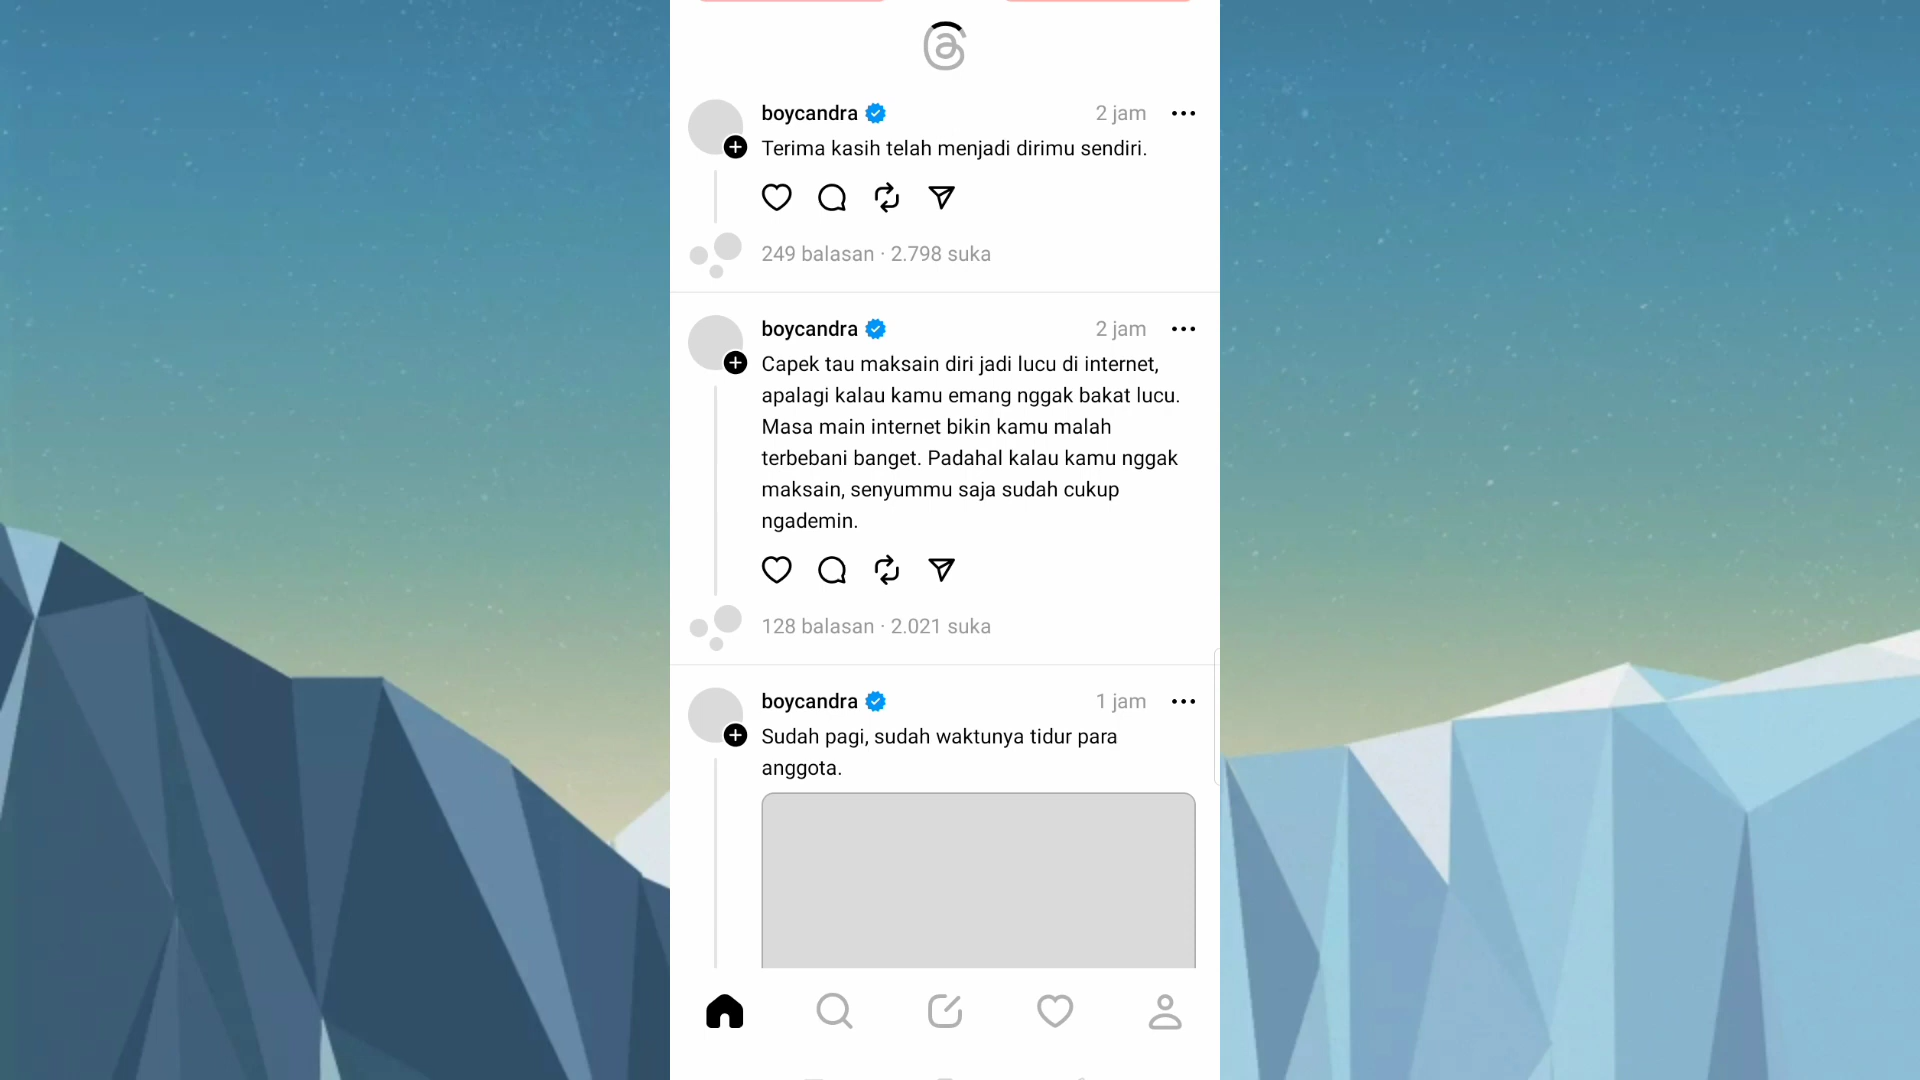 boycandra
2 jam
Terima kasih telah menjadi dirimu sendiri.
249 balasan · 2.798 suka
boycandra
2 jam
Capek tau maksain diri jadi lucu di internet,
apalagi kalau kamu emang nggak bakat lucu.
Masa main internet bikin kamu malah
terbebani banget. Padahal kalau kamu nggak
maksain, senyummu saja sudah cukup
ngademin.
128 balasan · 2.021 suka
boycandra
1 jam
Sudah pagi, sudah waktunya tidur para
anggota.